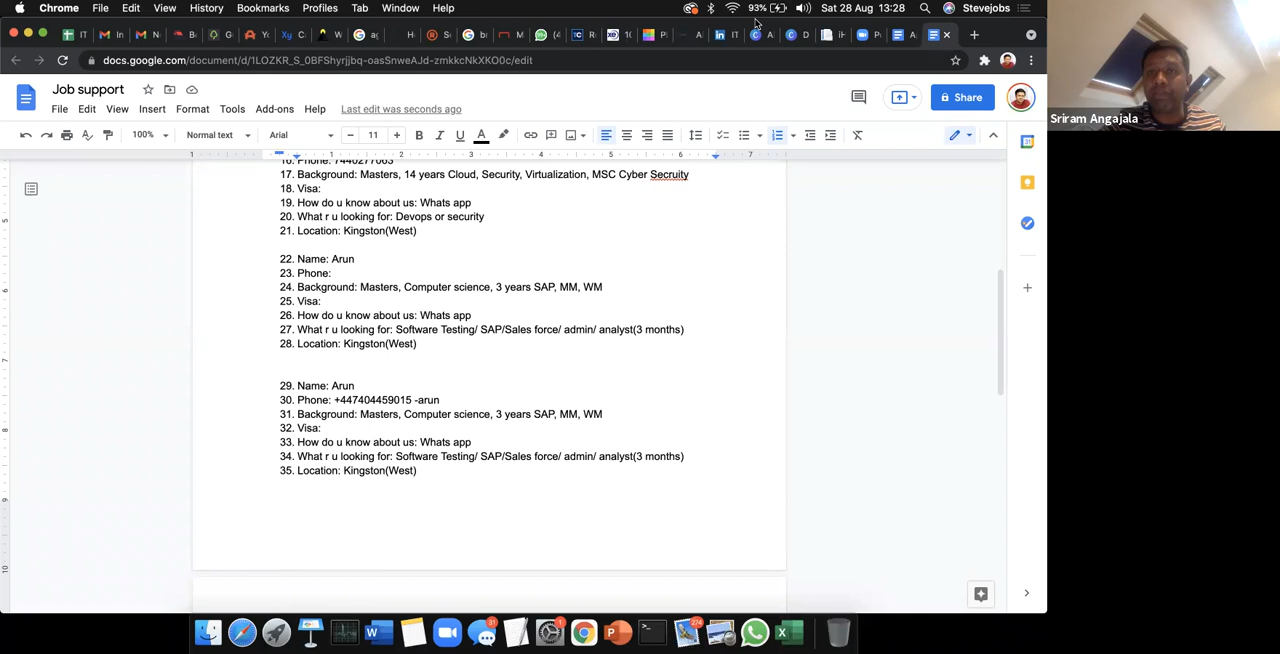 Chrome File Edit View History Bookmarks Profiles Tab Window Help 93% Sat 28 Aug 13:28 Stevejobs
docs.google.com/document/d/1LOZKR_S_0BFShyrjjbq-oasSnweAJd-zmkkcNkXKO0c/edit
Job support
File Edit View Insert Format Tools Add-ons Help Last edit was seconds ago
Share
Sriram Angajala
100% Normal text Arial 11
16. Phone: 7440277063
17. Background: Masters, 14 years Cloud, Security, Virtualization, MSC Cyber Secruity
18. Visa:
19. How do u know about us: Whats app
20. What r u looking for: Devops or security
21. Location: Kingston(West)
22. Name: Arun
23. Phone:
24. Background: Masters, Computer science, 3 years SAP, MM, WM
25. Visa:
26. How do u know about us: Whats app
27. What r u looking for: Software Testing/ SAP/Sales force/ admin/ analyst(3 months)
28. Location: Kingston(West)
29. Name: Arun
30. Phone: +447404459015 -arun
31. Background: Masters, Computer science, 3 years SAP, MM, WM
32. Visa:
33. How do u know about us: Whats app
34. What r u looking for: Software Testing/ SAP/Sales force/ admin/ analyst(3 months)
35. Location: Kingston(West)